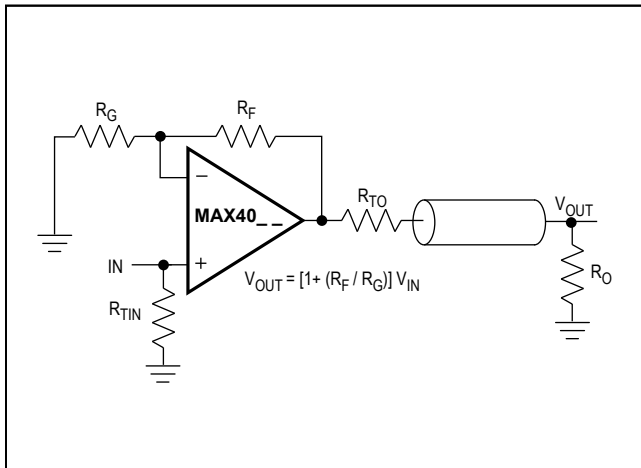 R_G
R_F
−
MAX40_ _
R_TO
V_OUT
IN
+
V_OUT = [1+ (R_F / R_G)] V_IN
R_O
R_TIN